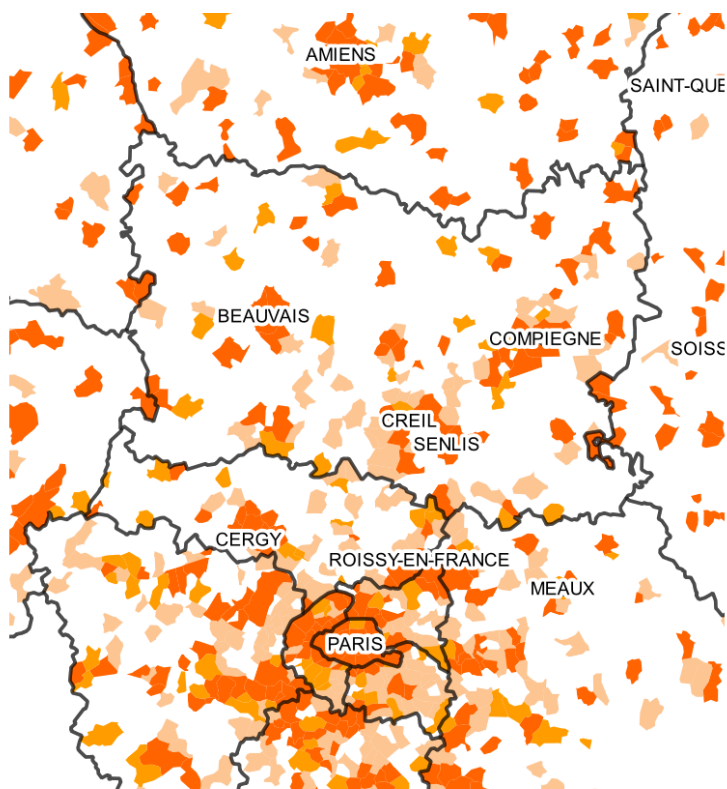 AMIENS
SAINT-QUE
BEAUVAIS
COMPIEGNE
SOISS
CREIL
SENLIS
CERGY
ROISSY-EN-FRANCE
MEAUX
PARIS